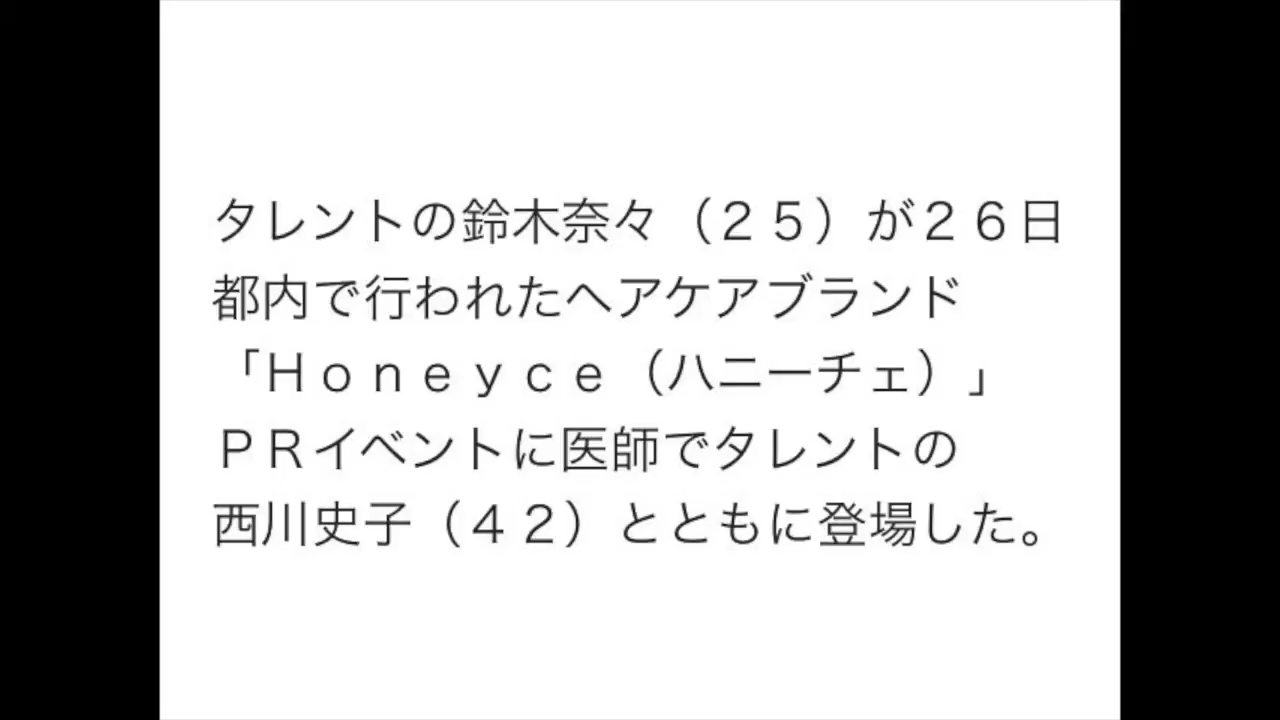 タレントの鈴木奈々（２５）が２６日
都内で行われたヘアケアブランド
「Ｈｏｎｅｙｃｅ（ハニーチェ）」
ＰＲイベントに医師でタレントの
西川史子（４２）とともに登場した。